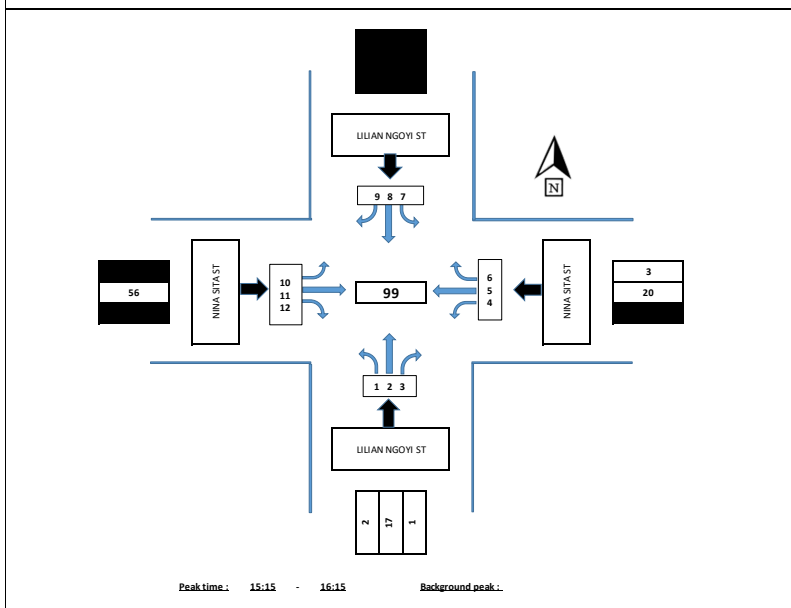 LILIAN NGOYI ST
9 8 7
N
NINA SITA ST
56
10
11
12
99
6
5
4
NINA SITA ST
3
20
1 2 3
LILIAN NGOYI ST
2 17 1
Peak time : 15:15 - 16:15 Background peak :